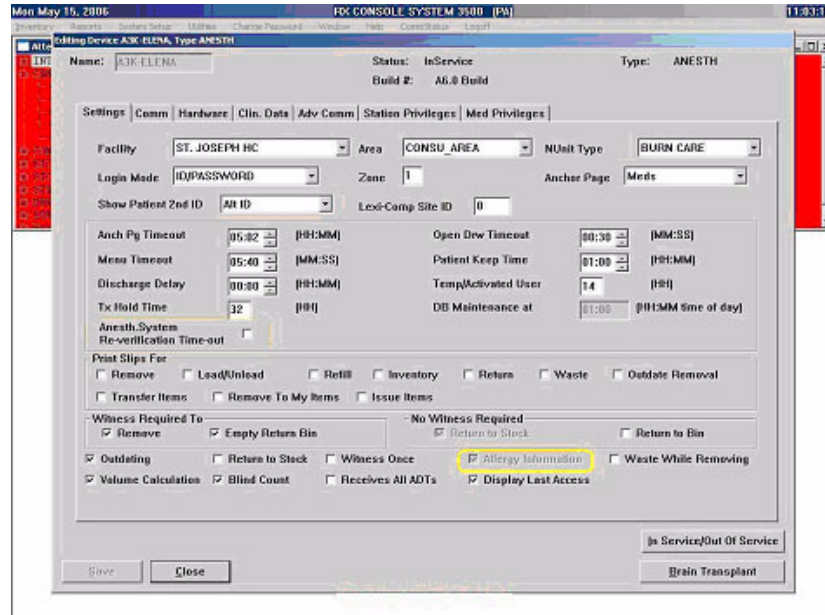 Mon May 15, 2006 RX CONSOLE SYSTEM 3500 [PA] 11:03:1
Inventory Reports System Setup Utilities Change Password Window Help CommStatus Logoff
Editing Device A3K-ELENA, Type ANESTH
Name: A3K-ELENA Status: InService Type: ANESTH
Build #: A6.0 Build
Settings Comm Hardware Clin. Data Adv Comm Station Privileges Med Privileges
Facility ST. JOSEPH HC Area CONSU_AREA NUnit Type BURN CARE
Login Mode ID/PASSWORD Zone 1 Anchor Page Meds
Show Patient 2nd ID Alt ID Lexi-Comp Site ID 0
Anch Pg Timeout 05:02 [HH:MM] Open Drw Timeout 00:30 [MM:SS]
Menu Timeout 05:40 [MM:SS] Patient Keep Time 01:00 [HH:MM]
Discharge Delay 00:00 [HH:MM] Temp/Activated User 14 [HH]
Tx Hold Time 32 [HH] DB Maintenance at 01:00 [HH:MM time of day]
Anesth.System
Re-verification Time-out
Print Slips For
Remove Load/Unload Refill Inventory Return Waste Outdate Removal
Transfer Items Remove To My Items Issue Items
Witness Required To No Witness Required
Remove Empty Return Bin Return to Stock Return to Bin
Outdating Return to Stock Witness Once Allergy Information Waste While Removing
Volume Calculation Blind Count Receives All ADTs Display Last Access
In Service/Out Of Service
Save Close Brain Transplant